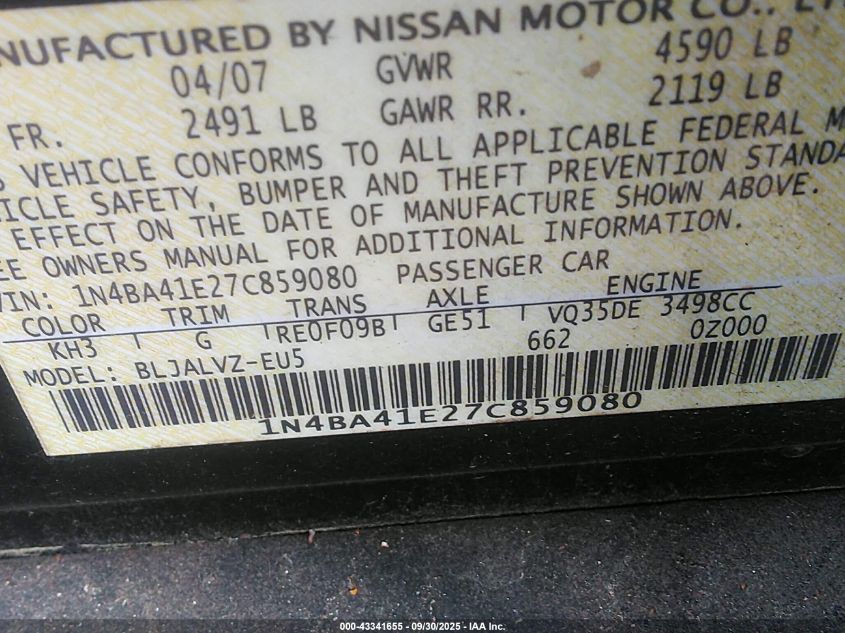 NUFACTURED BY NISSAN MOTOR CO., LT
04/07 GVWR 4590 LB
FR. 2491 LB GAWR RR. 2119 LB
S VEHICLE CONFORMS TO ALL APPLICABLE FEDERAL M
ICLE SAFETY, BUMPER AND THEFT PREVENTION STANDA
EFFECT ON THE DATE OF MANUFACTURE SHOWN ABOVE.
EE OWNERS MANUAL FOR ADDITIONAL INFORMATION.
VIN: 1N4BA41E27C859080 PASSENGER CAR
COLOR TRIM TRANS AXLE ENGINE
KH3 G RE0F09B GE51 VQ35DE 3498CC
MODEL: BLJALVZ-EU5 662 0Z000
1N4BA41E27C859080
000-43341655 - 09/30/2025 - IAA Inc.